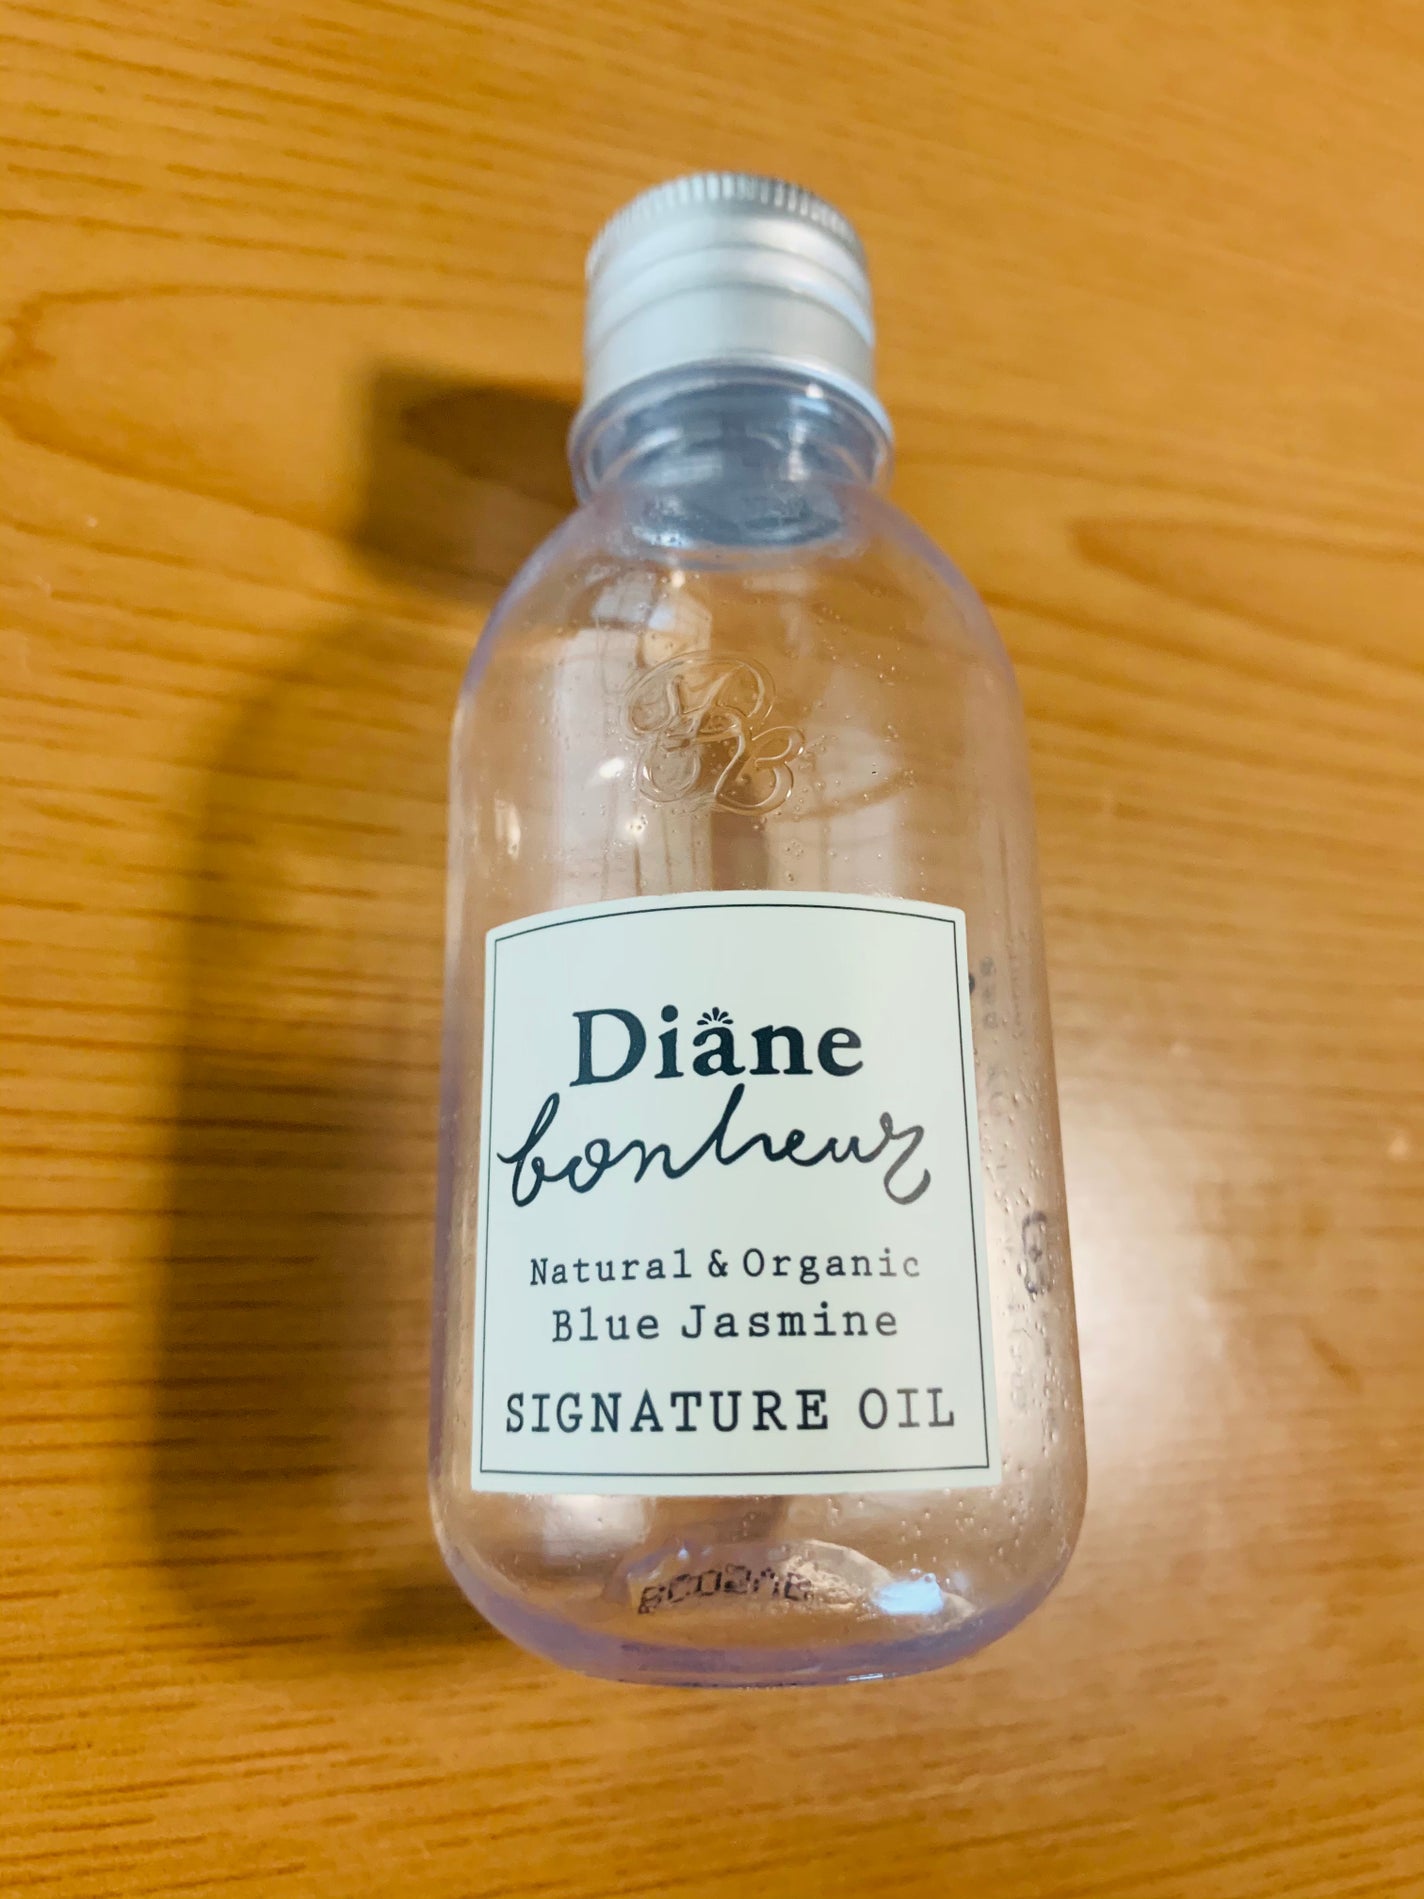 Diane
bonheur
Natural & Organic
Blue Jasmine
SIGNATURE OIL